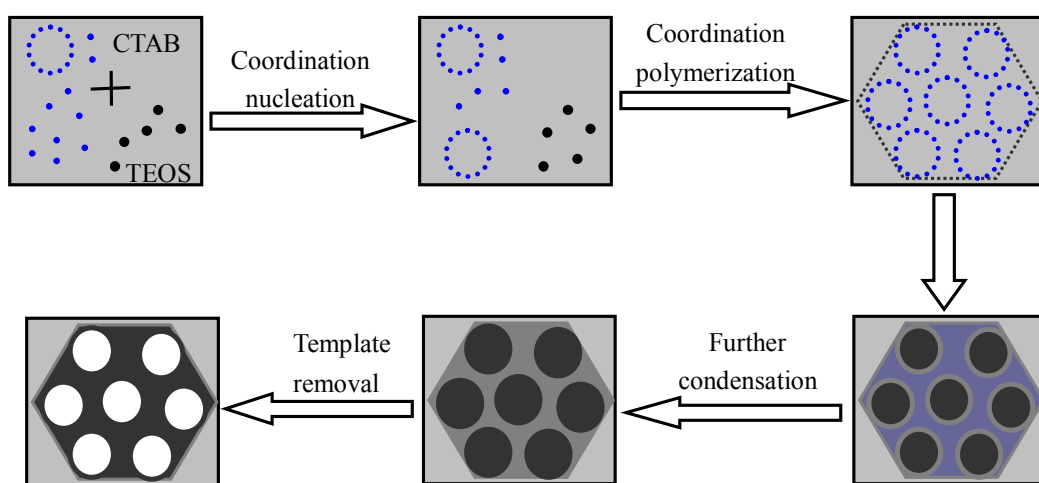 CTAB
TEOS
Coordination
nucleation
Coordination
polymerization
Further
condensation
Template
removal